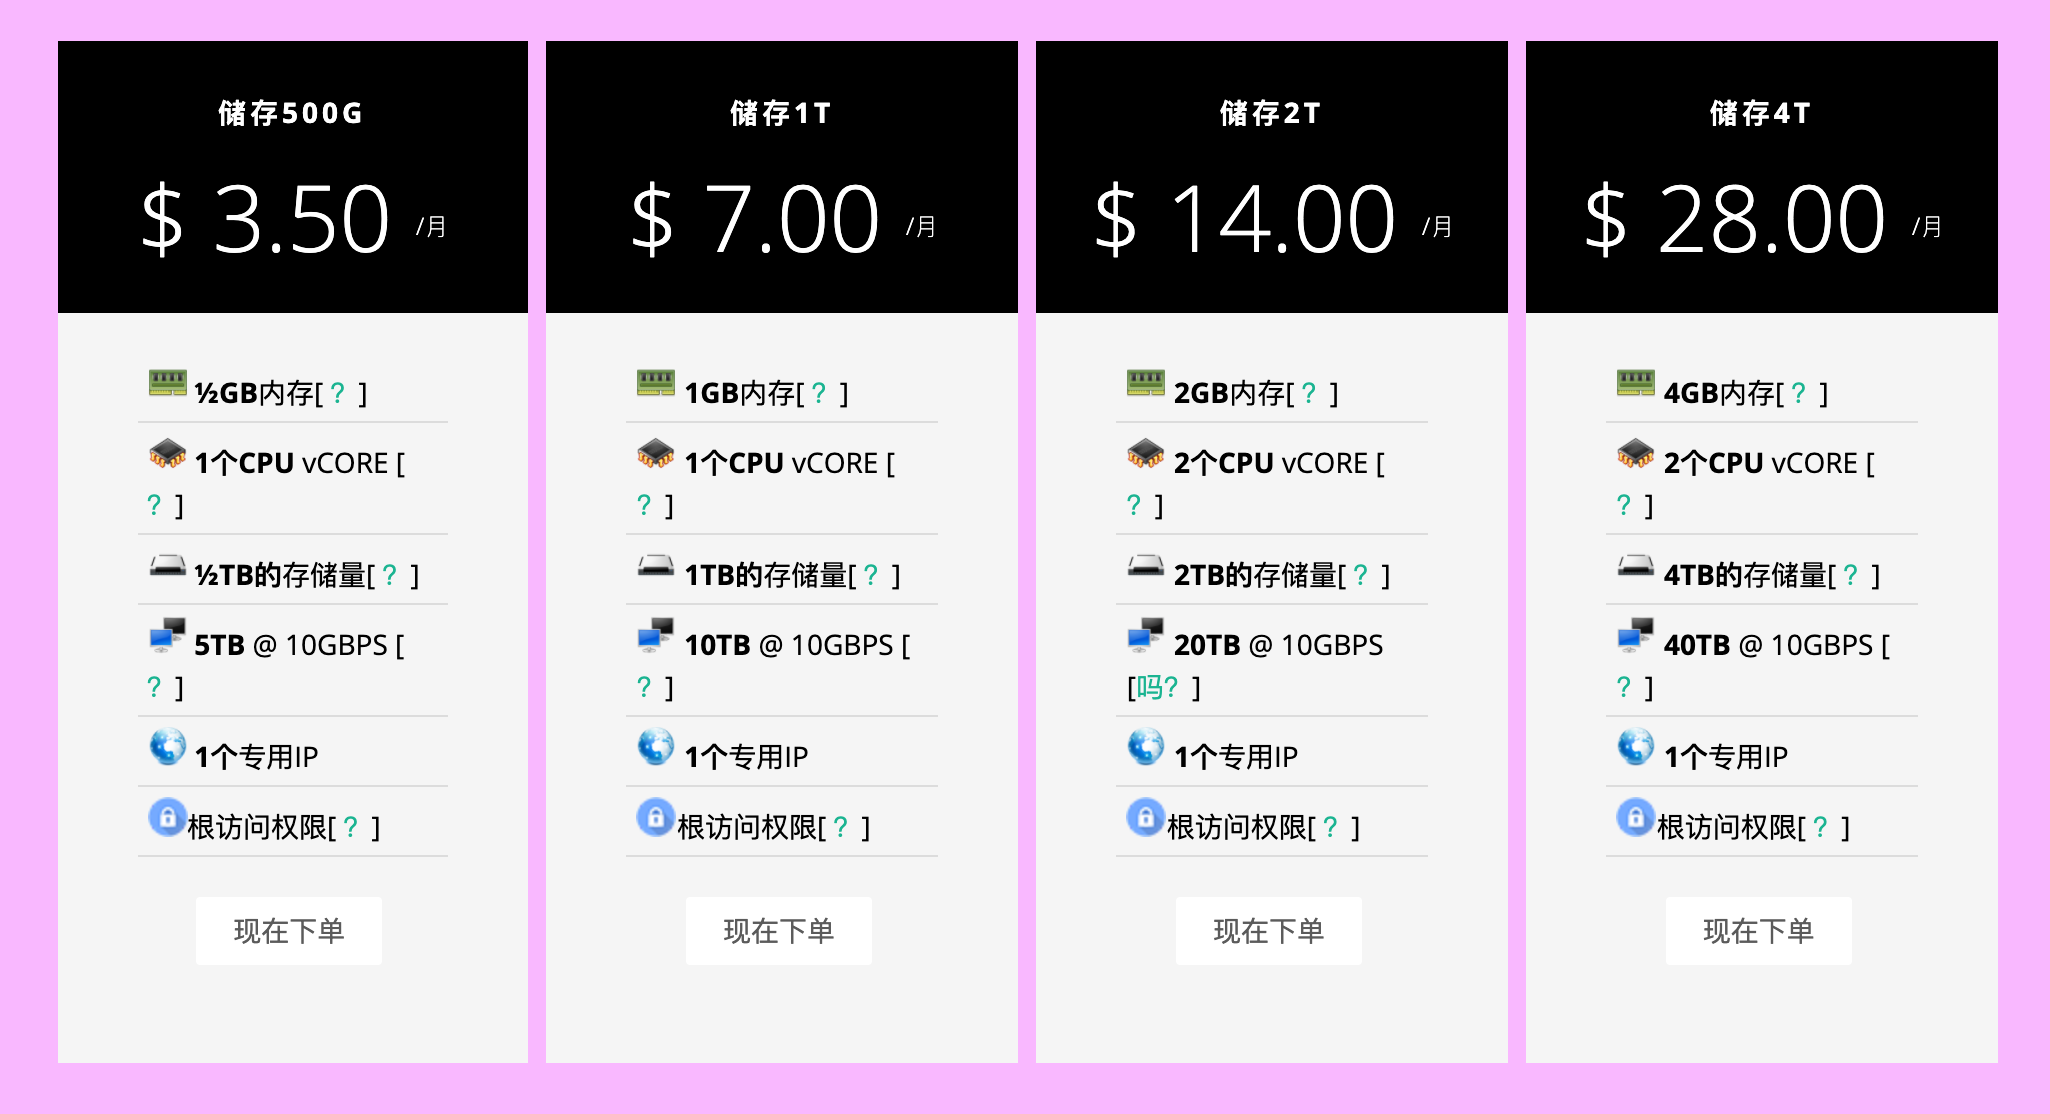 储存500G
$ 3.50 /月
½GB内存[ ? ]
1个CPU vCORE [
? ]
½TB的存储量[ ? ]
5TB @ 10GBPS [
? ]
1个专用IP
根访问权限[ ? ]
现在下单
储存1T
$ 7.00 /月
1GB内存[ ? ]
1个CPU vCORE [
? ]
1TB的存储量[ ? ]
10TB @ 10GBPS [
? ]
1个专用IP
根访问权限[ ? ]
现在下单
储存2T
$ 14.00 /月
2GB内存[ ? ]
2个CPU vCORE [
? ]
2TB的存储量[ ? ]
20TB @ 10GBPS
[吗? ]
1个专用IP
根访问权限[ ? ]
现在下单
储存4T
$ 28.00 /月
4GB内存[ ? ]
2个CPU vCORE [
? ]
4TB的存储量[ ? ]
40TB @ 10GBPS [
? ]
1个专用IP
根访问权限[ ? ]
现在下单